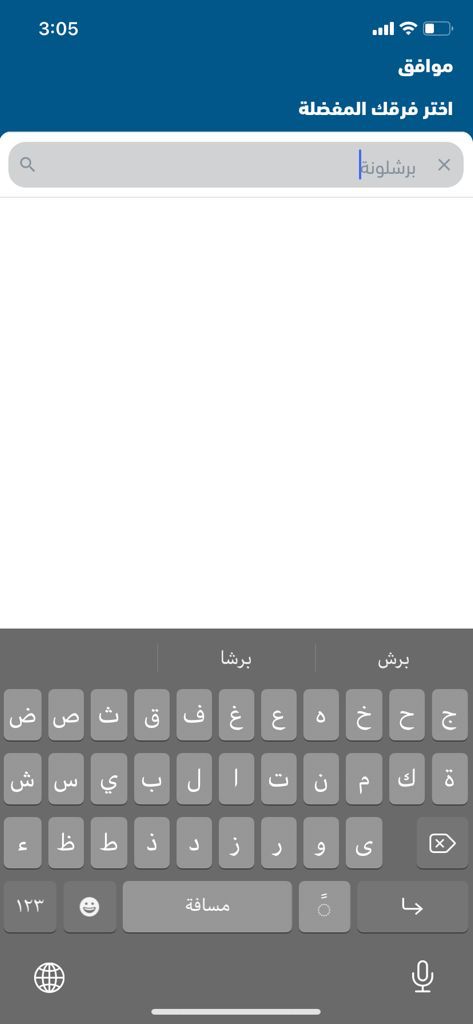 3:05
موافق
اختر فرقك المفضلة
برشلونة
برش برشا
ض ص ث ق ف غ ع ه خ ح ج
ش س ي ب ل ا ت ن م ك ة
ء ظ ط ذ د ز ر و ى
١٢٣ مسافة